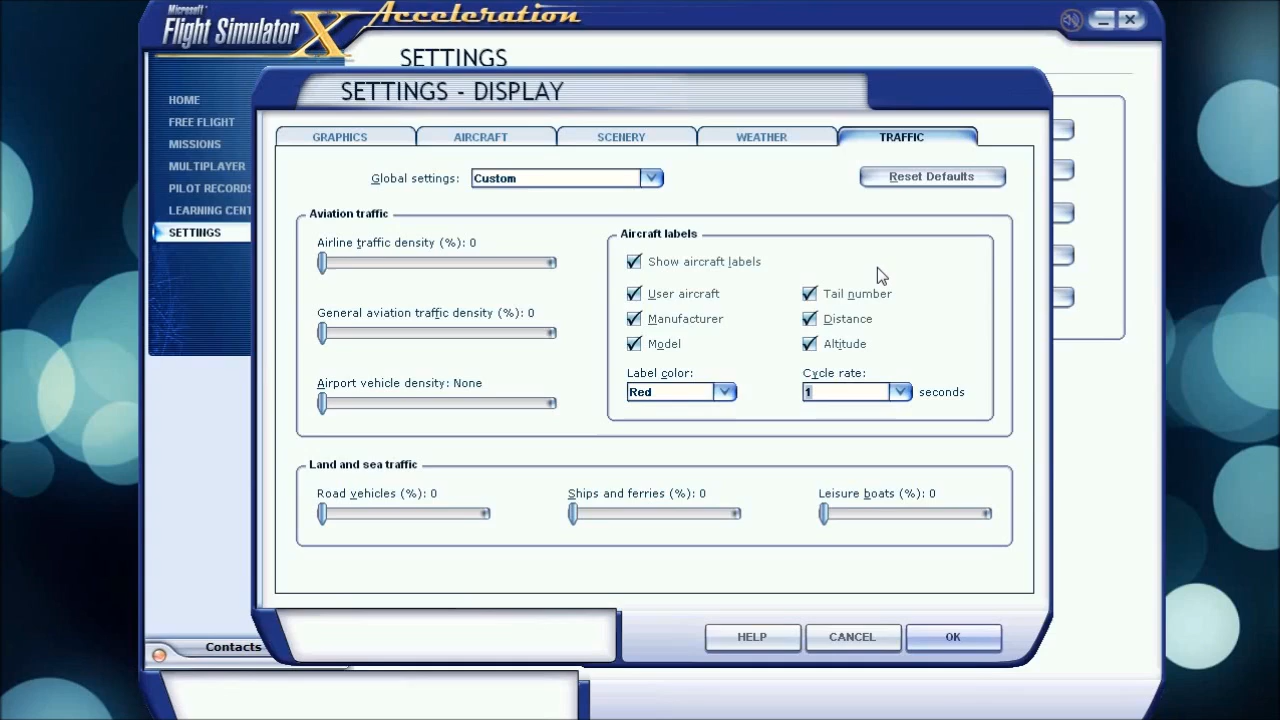 Microsoft
Flight Simulator X Acceleration
SETTINGS
HOME
FREE FLIGHT
MISSIONS
MULTIPLAYER
PILOT RECORDS
LEARNING CENT
SETTINGS
Contacts
SETTINGS - DISPLAY
GRAPHICS AIRCRAFT SCENERY WEATHER TRAFFIC
Global settings: Custom Reset Defaults
Aviation traffic
Airline traffic density (%): 0
General aviation traffic density (%): 0
Airport vehicle density: None
Aircraft labels
Show aircraft labels
User aircraft Tail number
Manufacturer Distance
Model Altitude
Label color: Cycle rate:
Red 1 seconds
Land and sea traffic
Road vehicles (%): 0 Ships and ferries (%): 0 Leisure boats (%): 0
HELP CANCEL OK